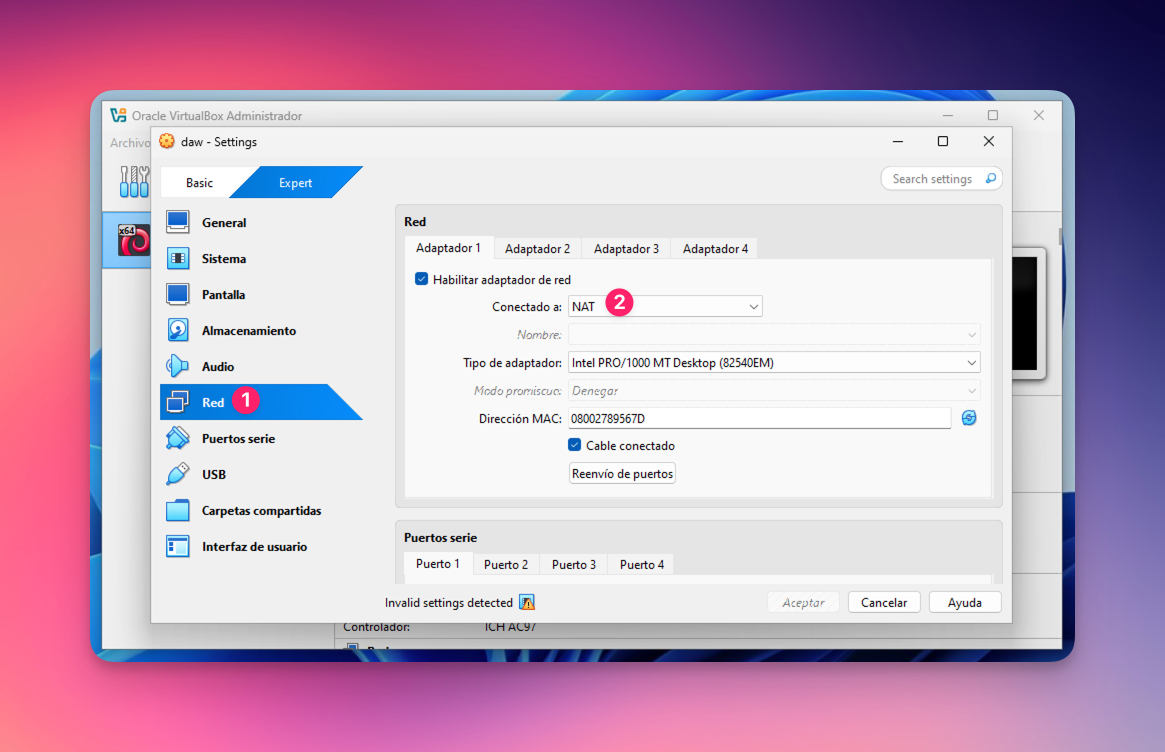 Oracle VirtualBox Administrador
Archivo
daw - Settings
Basic
Expert
Search settings
x64
General
Sistema
Pantalla
Almacenamiento
Audio
Red 1
Puertos serie
USB
Carpetas compartidas
Interfaz de usuario
Red
Adaptador 1
Adaptador 2
Adaptador 3
Adaptador 4
Habilitar adaptador de red
Conectado a: NAT 2
Nombre:
Tipo de adaptador: Intel PRO/1000 MT Desktop (82540EM)
Modo promiscuo: Denegar
Dirección MAC: 08002789567D
Cable conectado
Reenvío de puertos
Puertos serie
Puerto 1
Puerto 2
Puerto 3
Puerto 4
Invalid settings detected
Aceptar
Cancelar
Ayuda
Controlador: ICH AC97